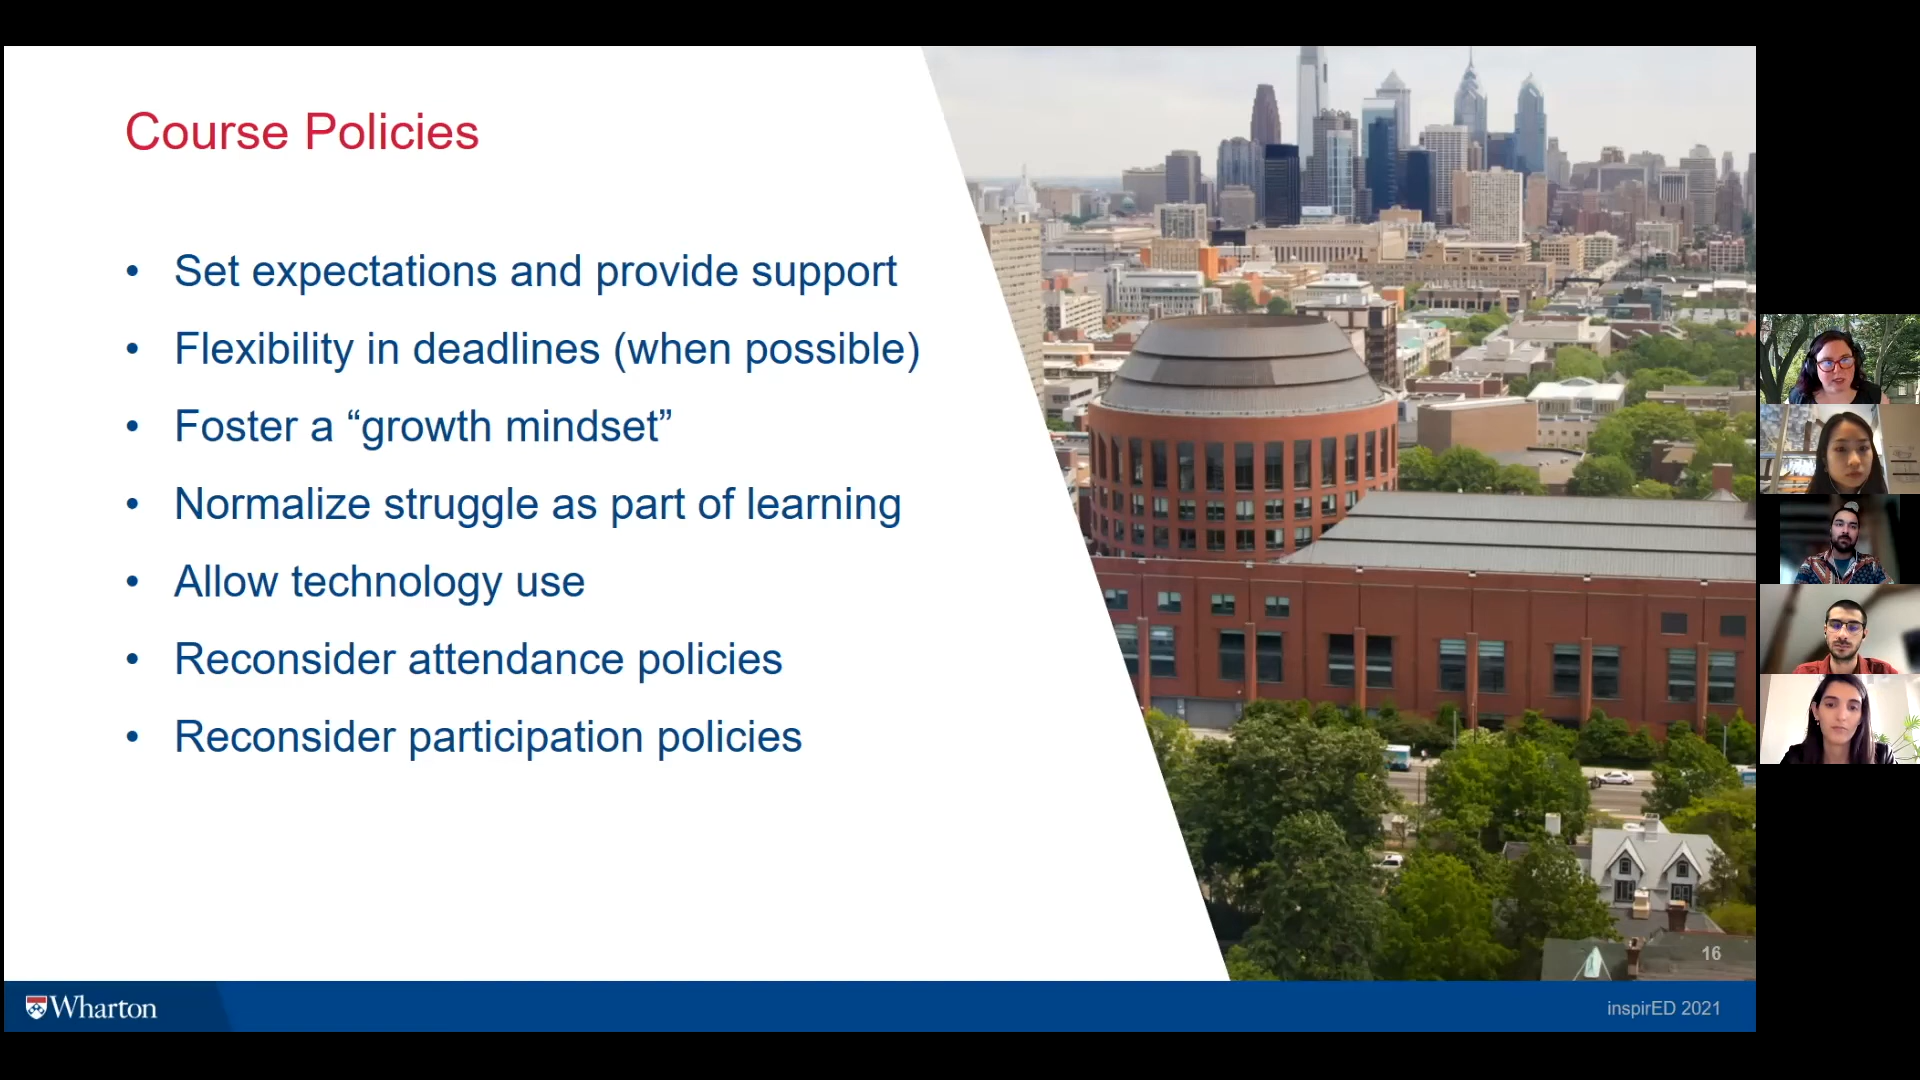 Course Policies
• Set expectations and provide support
• Flexibility in deadlines (when possible)
• Foster a “growth mindset”
• Normalize struggle as part of learning
• Allow technology use
• Reconsider attendance policies
• Reconsider participation policies
16
Wharton
inspirED 2021